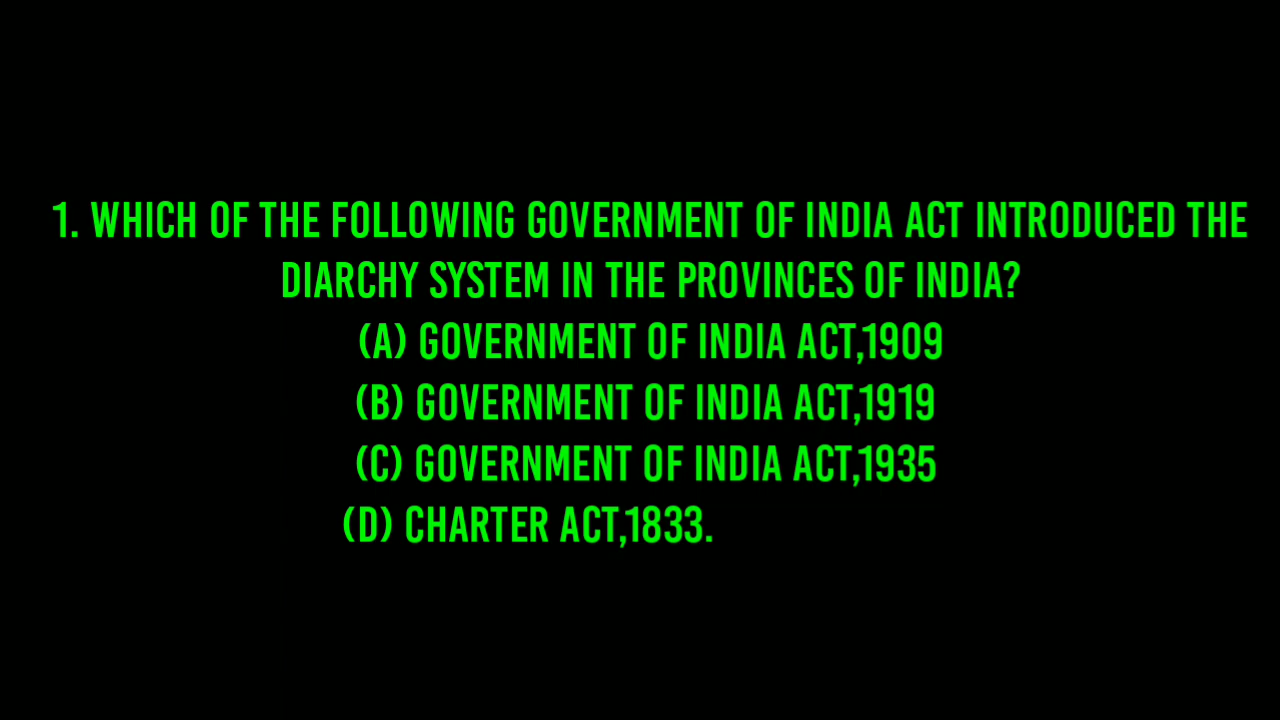 1. WHICH OF THE FOLLOWING GOVERNMENT OF INDIA ACT INTRODUCED THE
DIARCHY SYSTEM IN THE PROVINCES OF INDIA?
(A) GOVERNMENT OF INDIA ACT,1909
(B) GOVERNMENT OF INDIA ACT,1919
(C) GOVERNMENT OF INDIA ACT,1935
(D) CHARTER ACT,1833.